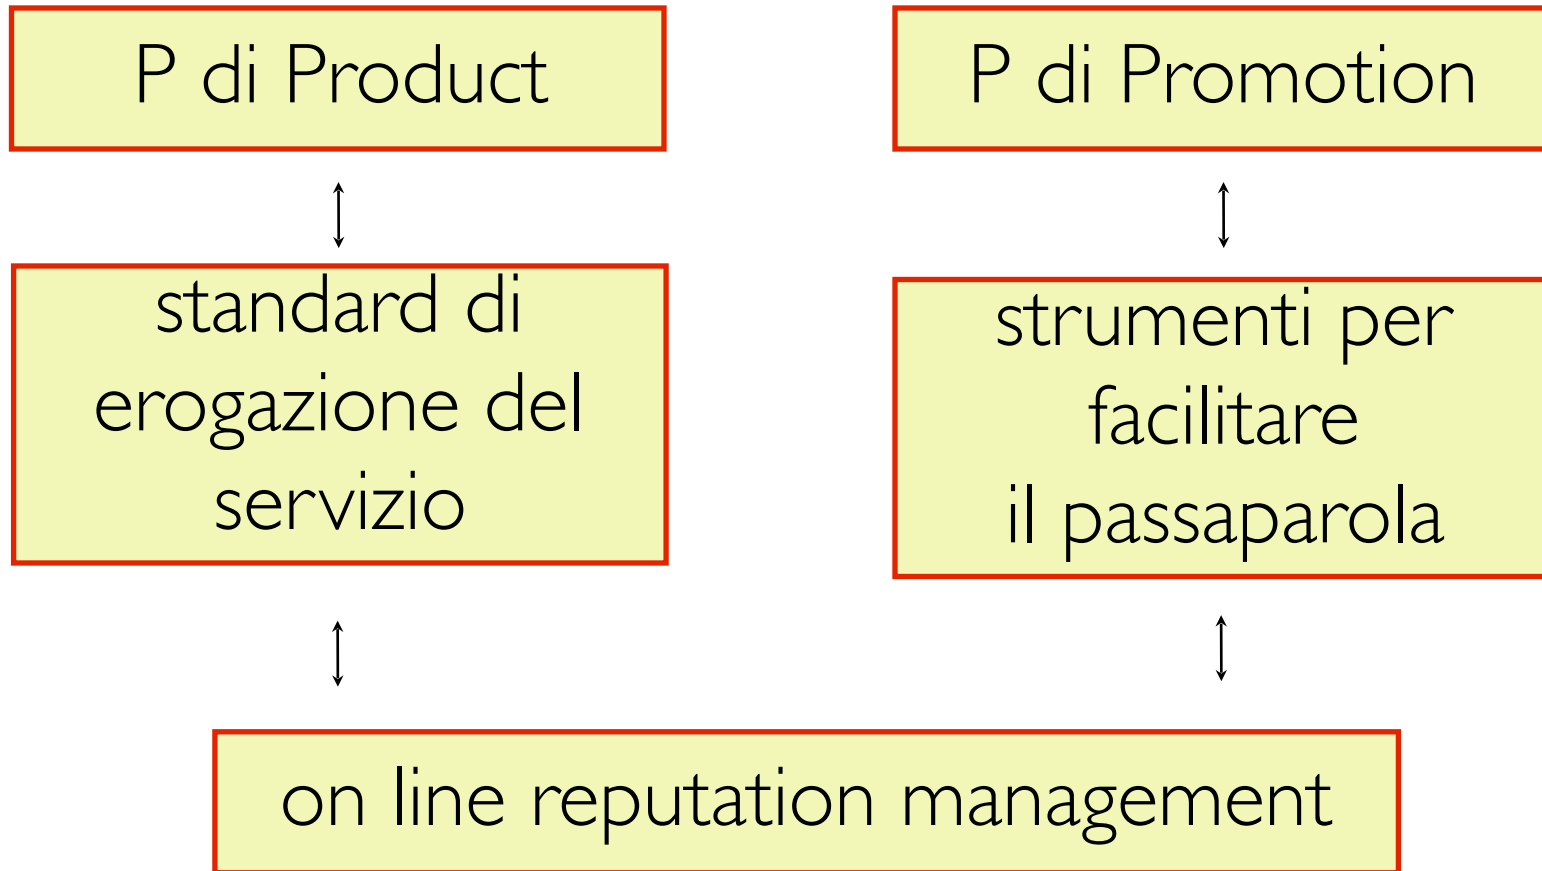 P di Product
P di Promotion
standard di
erogazione del
servizio
strumenti per
facilitare
il passaparola
on line reputation management